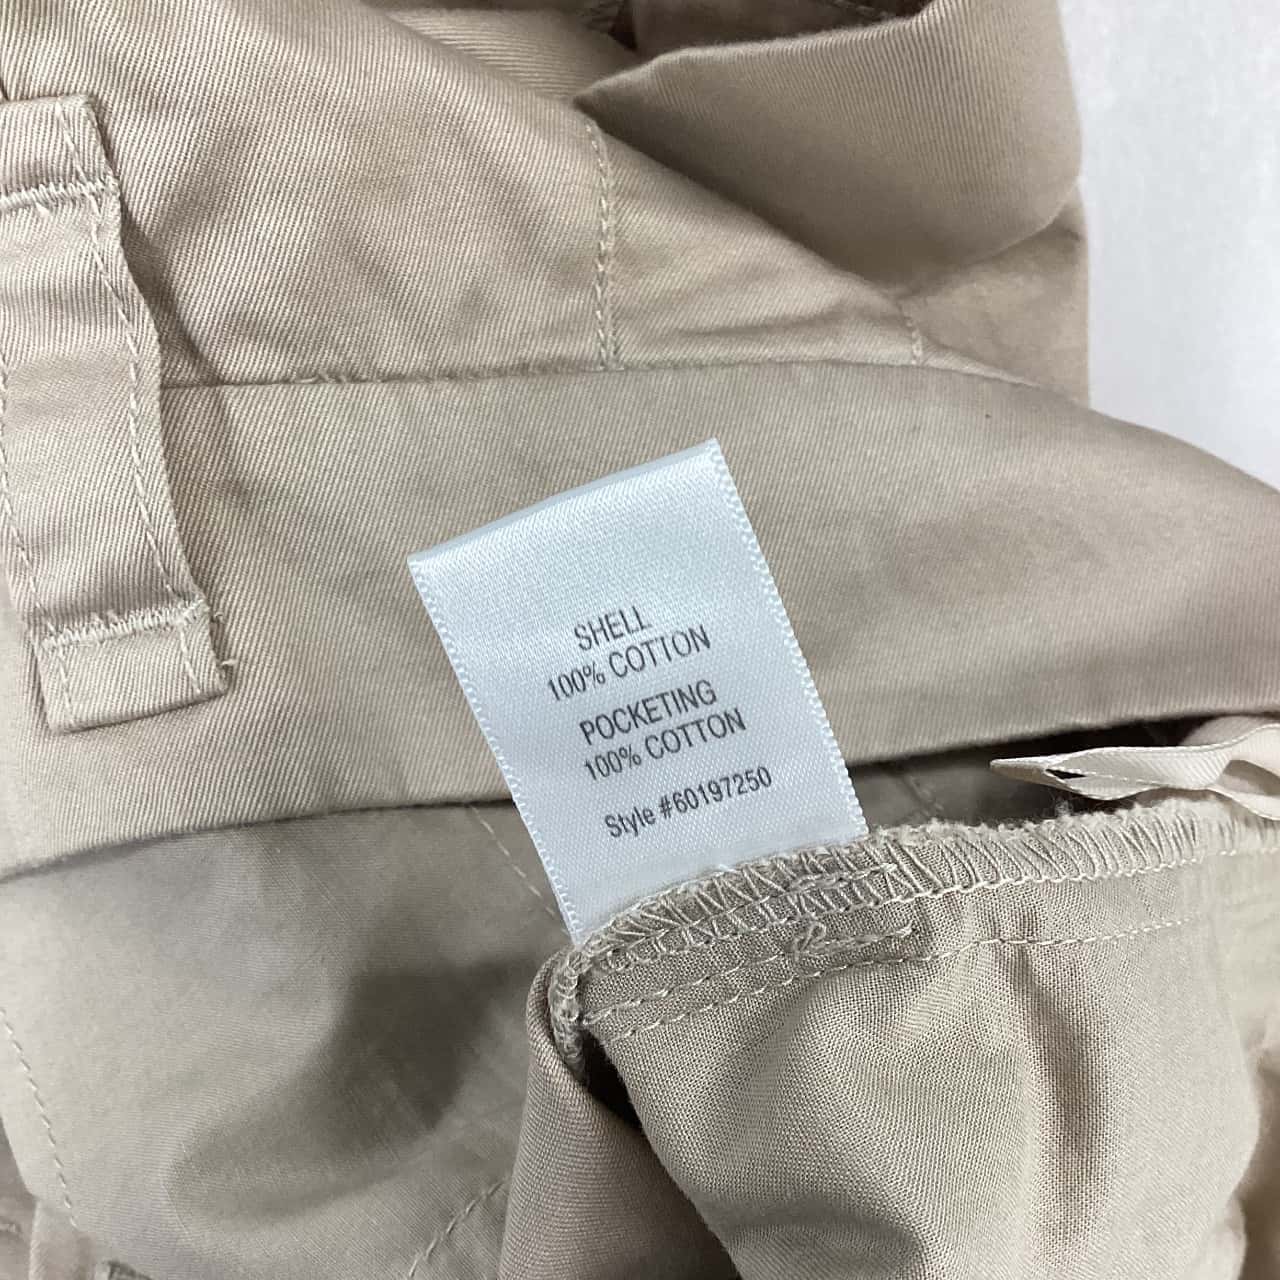 SHELL
100% COTTON
POCKETING
100% COTTON
Style #60197250